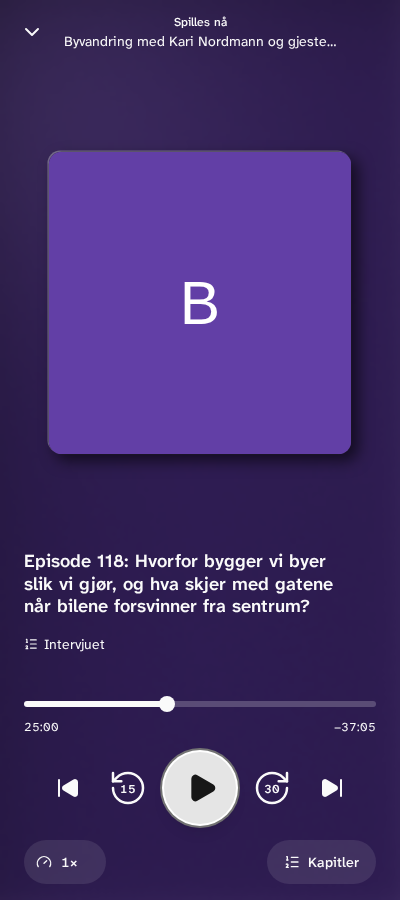 Spilles nå
Byvandring med Kari Nordmann og gjeste…
B
Episode 118: Hvorfor bygger vi byer
slik vi gjør, og hva skjer med gatene
når bilene forsvinner fra sentrum?
Intervjuet
25:00
−37:05
15
30
1×
Kapitler